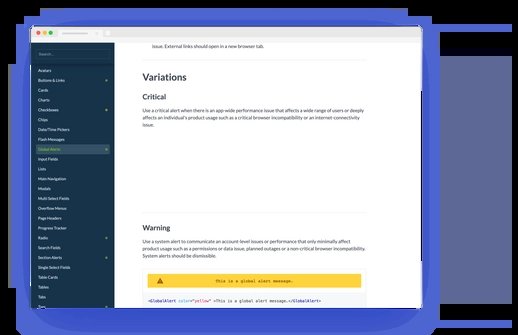 Search...
Avatars
Buttons & Links
Cards
Charts
Checkboxes
Chips
Date/Time Pickers
Flash Messages
Global Alerts
Input Fields
Lists
Main Navigation
Modals
Multi Select Fields
Overflow Menus
Page Headers
Progress Tracker
Radio
Search Fields
Section Alerts
Single Select Fields
Table Cards
Tables
Tabs
issue. External links should open in a new browser tab.
Variations
Critical
Use a critical alert when there is an app-wide performance issue that affects a wide range of users or deeply
affects an individual's product usage such as a critical browser incompatibility or an internet-connectivity
issue.
Warning
Use a system alert to communicate an account-level issues or performance that only minimally affect
product usage such as a permissions or data issue, planned outages or a non-critical browser incompatibility.
System alerts should be dismissible.
This is a global alert message.
<GlobalAlert color="yellow" >This is a global alert message.</GlobalAlert>